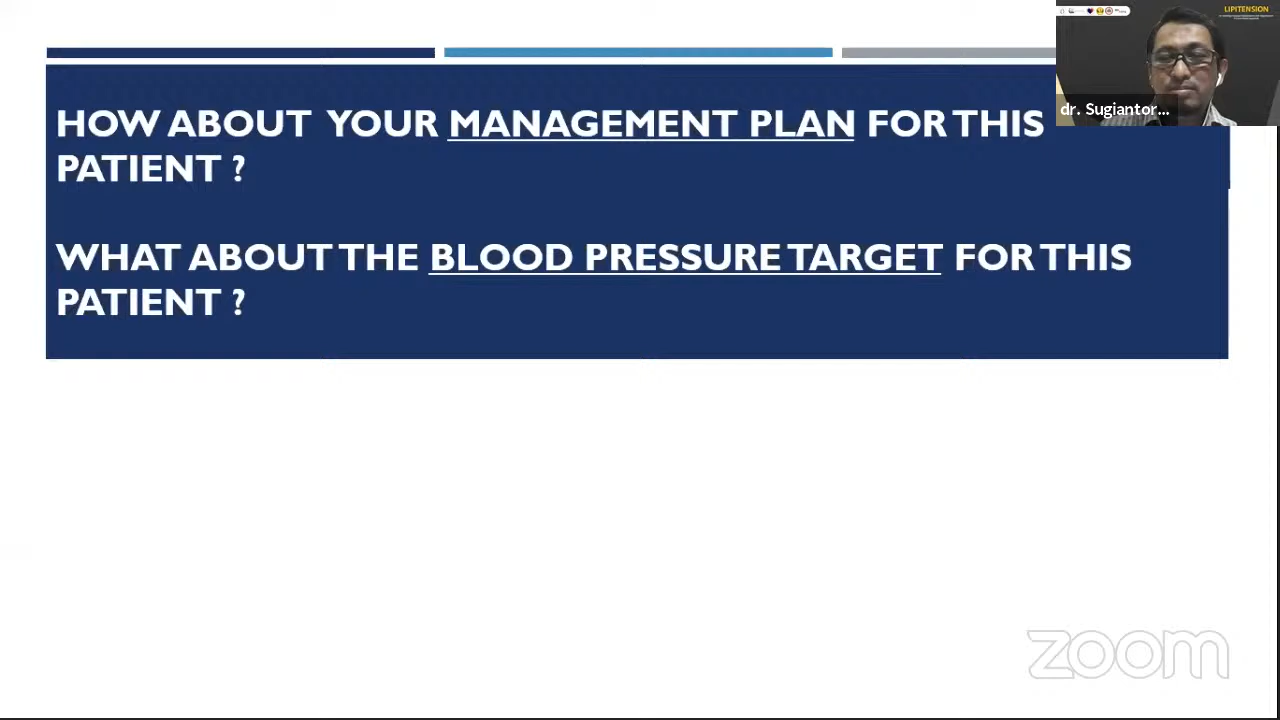 HOW ABOUT YOUR MANAGEMENT PLAN FOR THIS
PATIENT ?
WHAT ABOUT THE BLOOD PRESSURE TARGET FOR THIS
PATIENT ?
LIPITENSION
dr. Sugiantor...
zoom